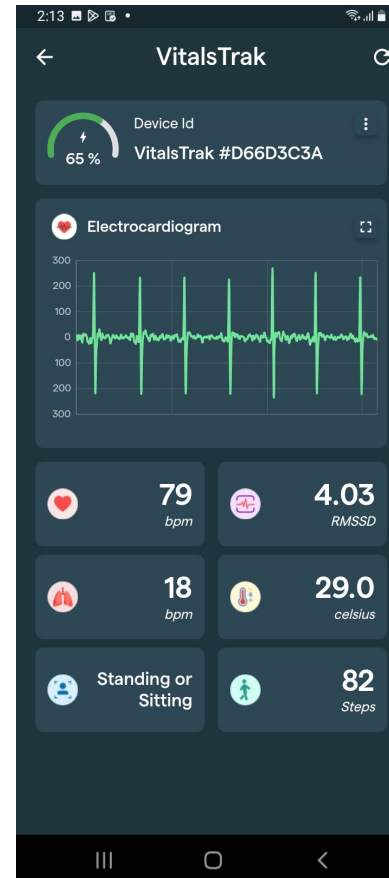 2:13
VitalsTrak
65 %
Device Id
VitalsTrak #D66D3C3A
Electrocardiogram
300
200
100
0
100
200
300
79
bpm
4.03
RMSSD
18
bpm
29.0
celsius
Standing or
Sitting
82
Steps